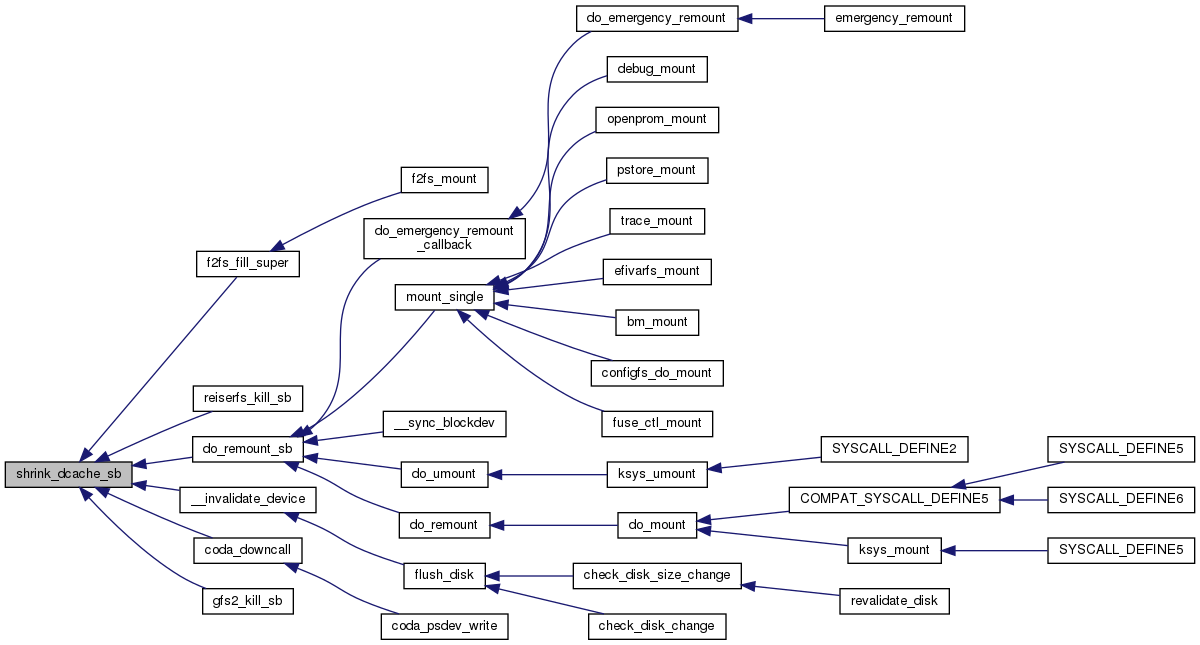 do_emergency_remount
emergency_remount
debug_mount
openprom_mount
pstore_mount
f2fs_mount
trace_mount
do_emergency_remount
_callback
f2fs_fill_super
efivarfs_mount
mount_single
bm_mount
configfs_do_mount
reiserfs_kill_sb
fuse_ctl_mount
__sync_blockdev
do_remount_sb
SYSCALL_DEFINE2
SYSCALL_DEFINE5
shrink_dcache_sb
do_umount
ksys_umount
__invalidate_device
COMPAT_SYSCALL_DEFINE5
SYSCALL_DEFINE6
do_remount
do_mount
coda_downcall
ksys_mount
SYSCALL_DEFINE5
flush_disk
check_disk_size_change
gfs2_kill_sb
revalidate_disk
coda_psdev_write
check_disk_change